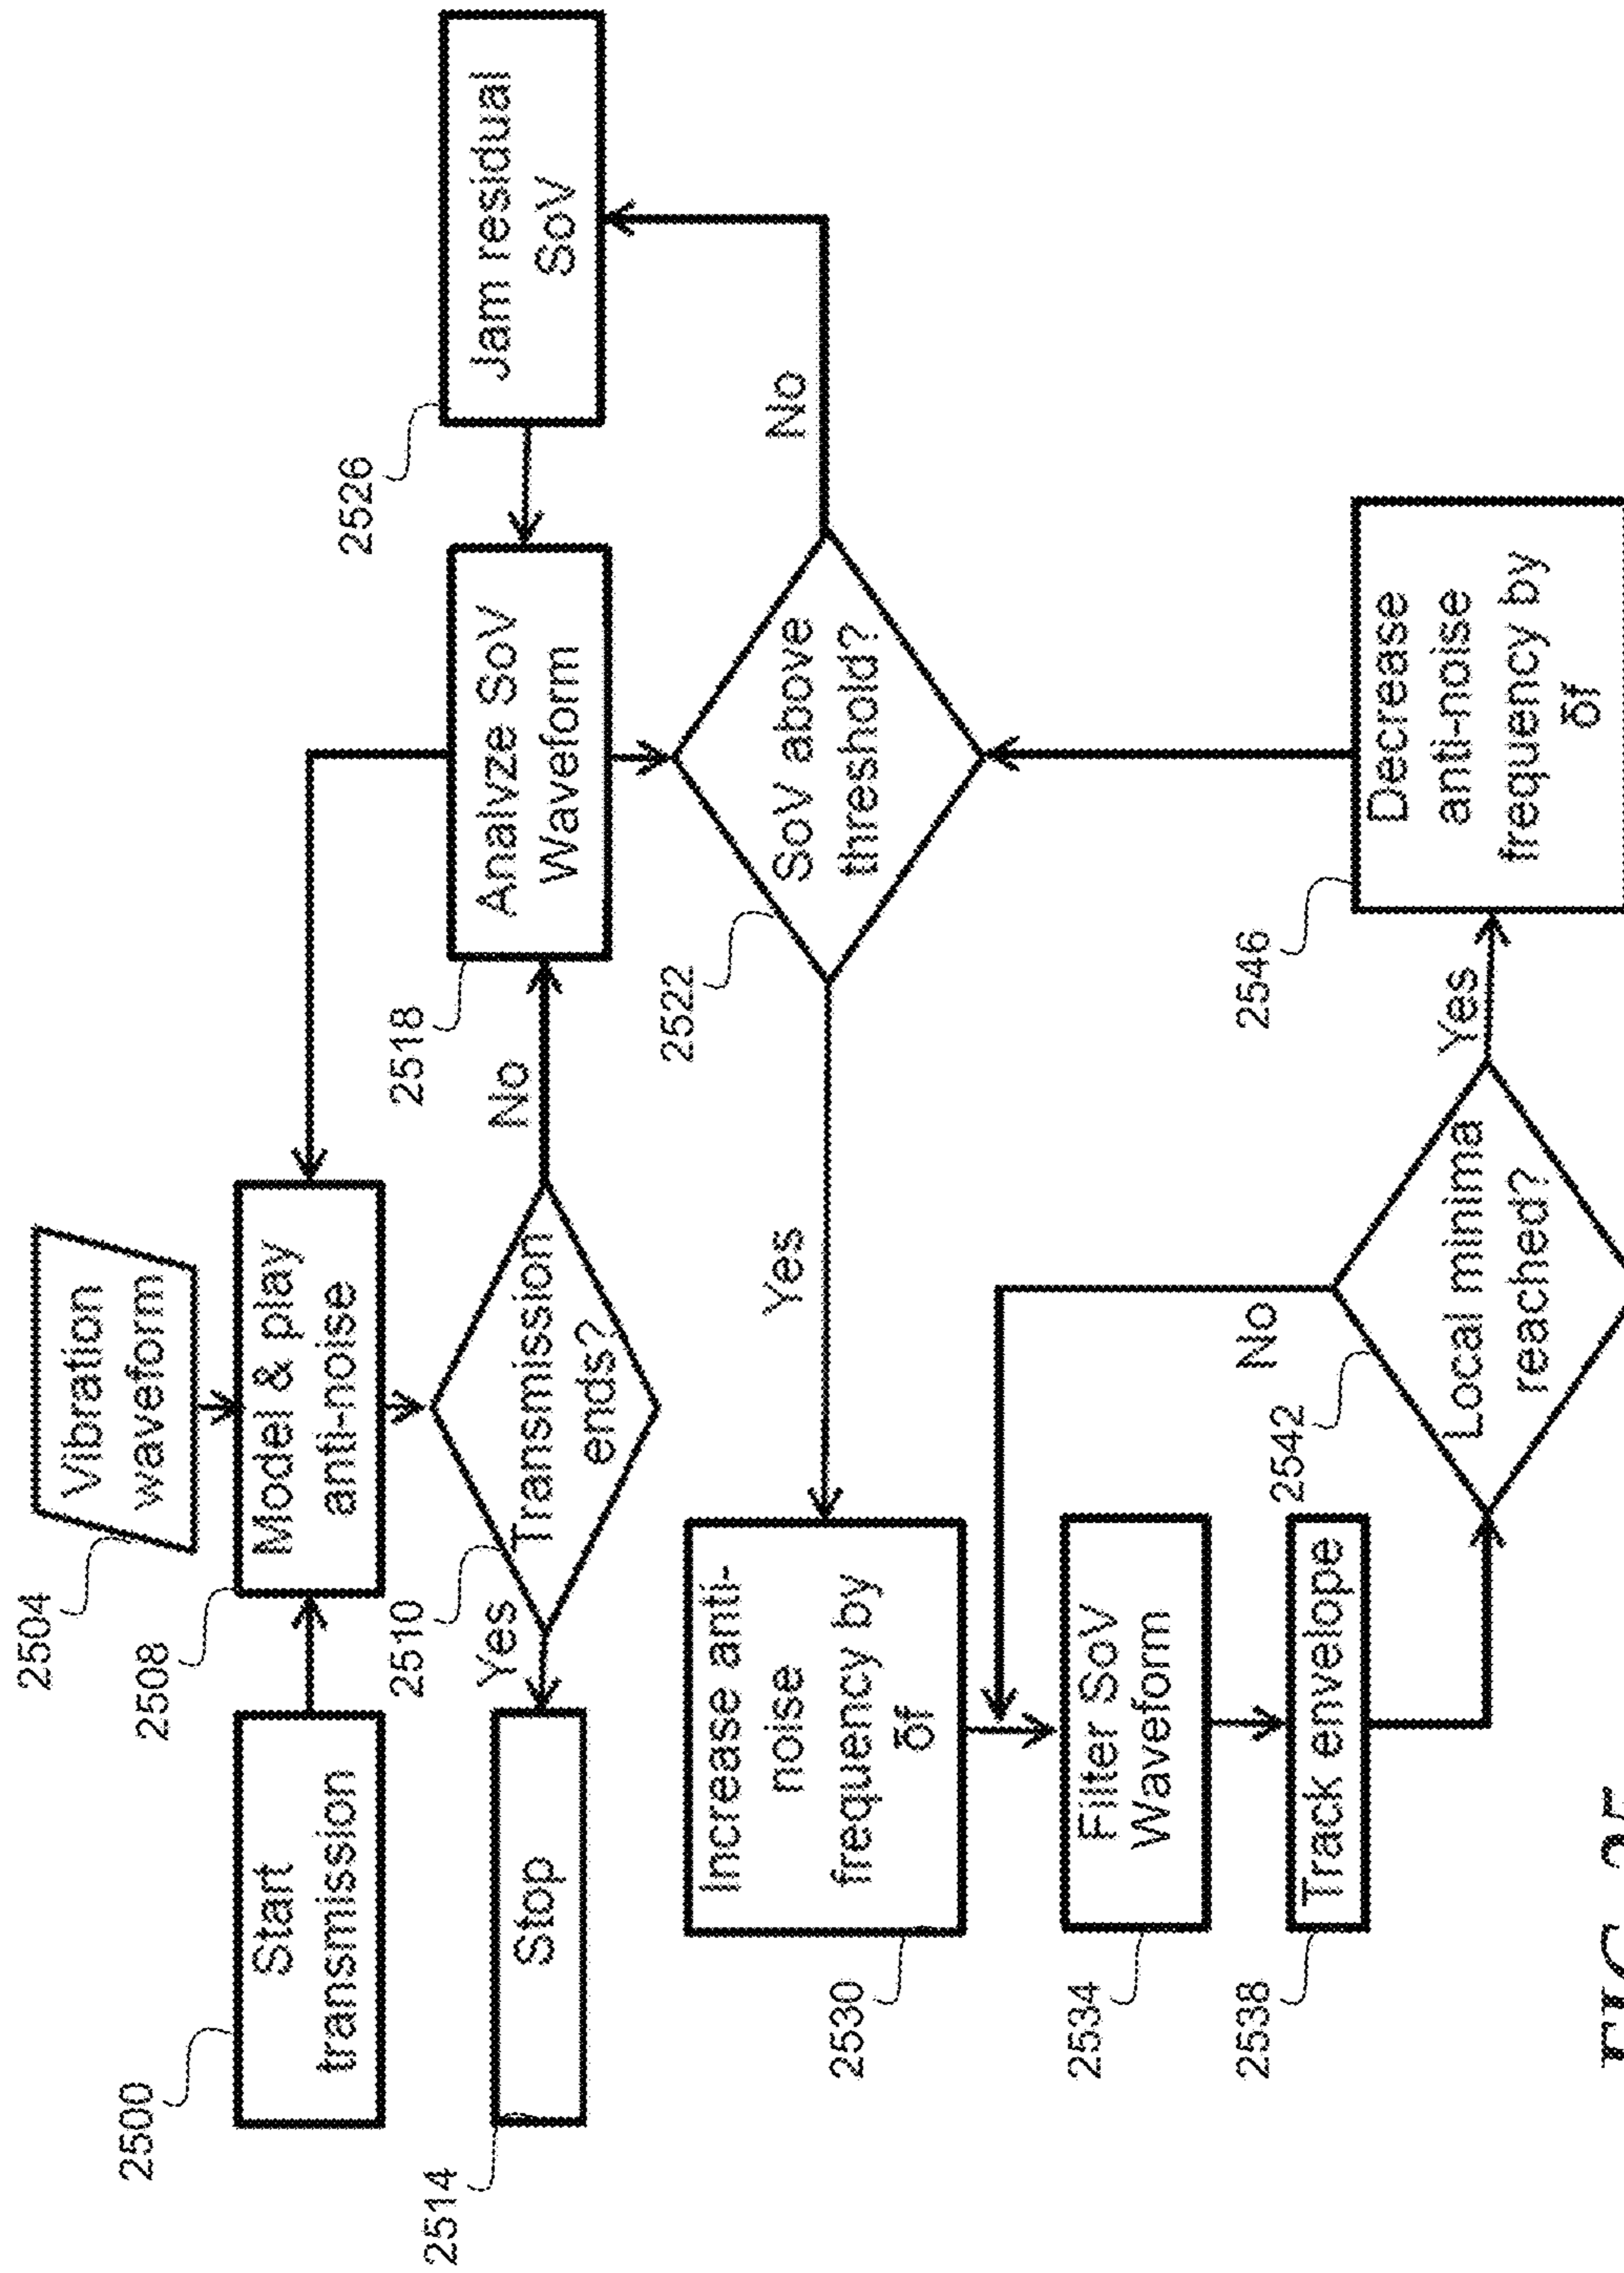 2504
Vibration
waveform
2500
Start
transmission
2508
Model & play
anti-noise
2510
Transmission
ends?
Yes
No
2514
Stop
2518
Analyze SoV
Waveform
2526
Jam residual
SoV
2522
SoV above
threshold?
No
Yes
2530
Increase anti-
noise
frequency by
δf
2534
Filter SoV
Waveform
2538
Track envelope
2542
Local minima
reached?
No
Yes
2546
Decrease
anti-noise
frequency by
δf